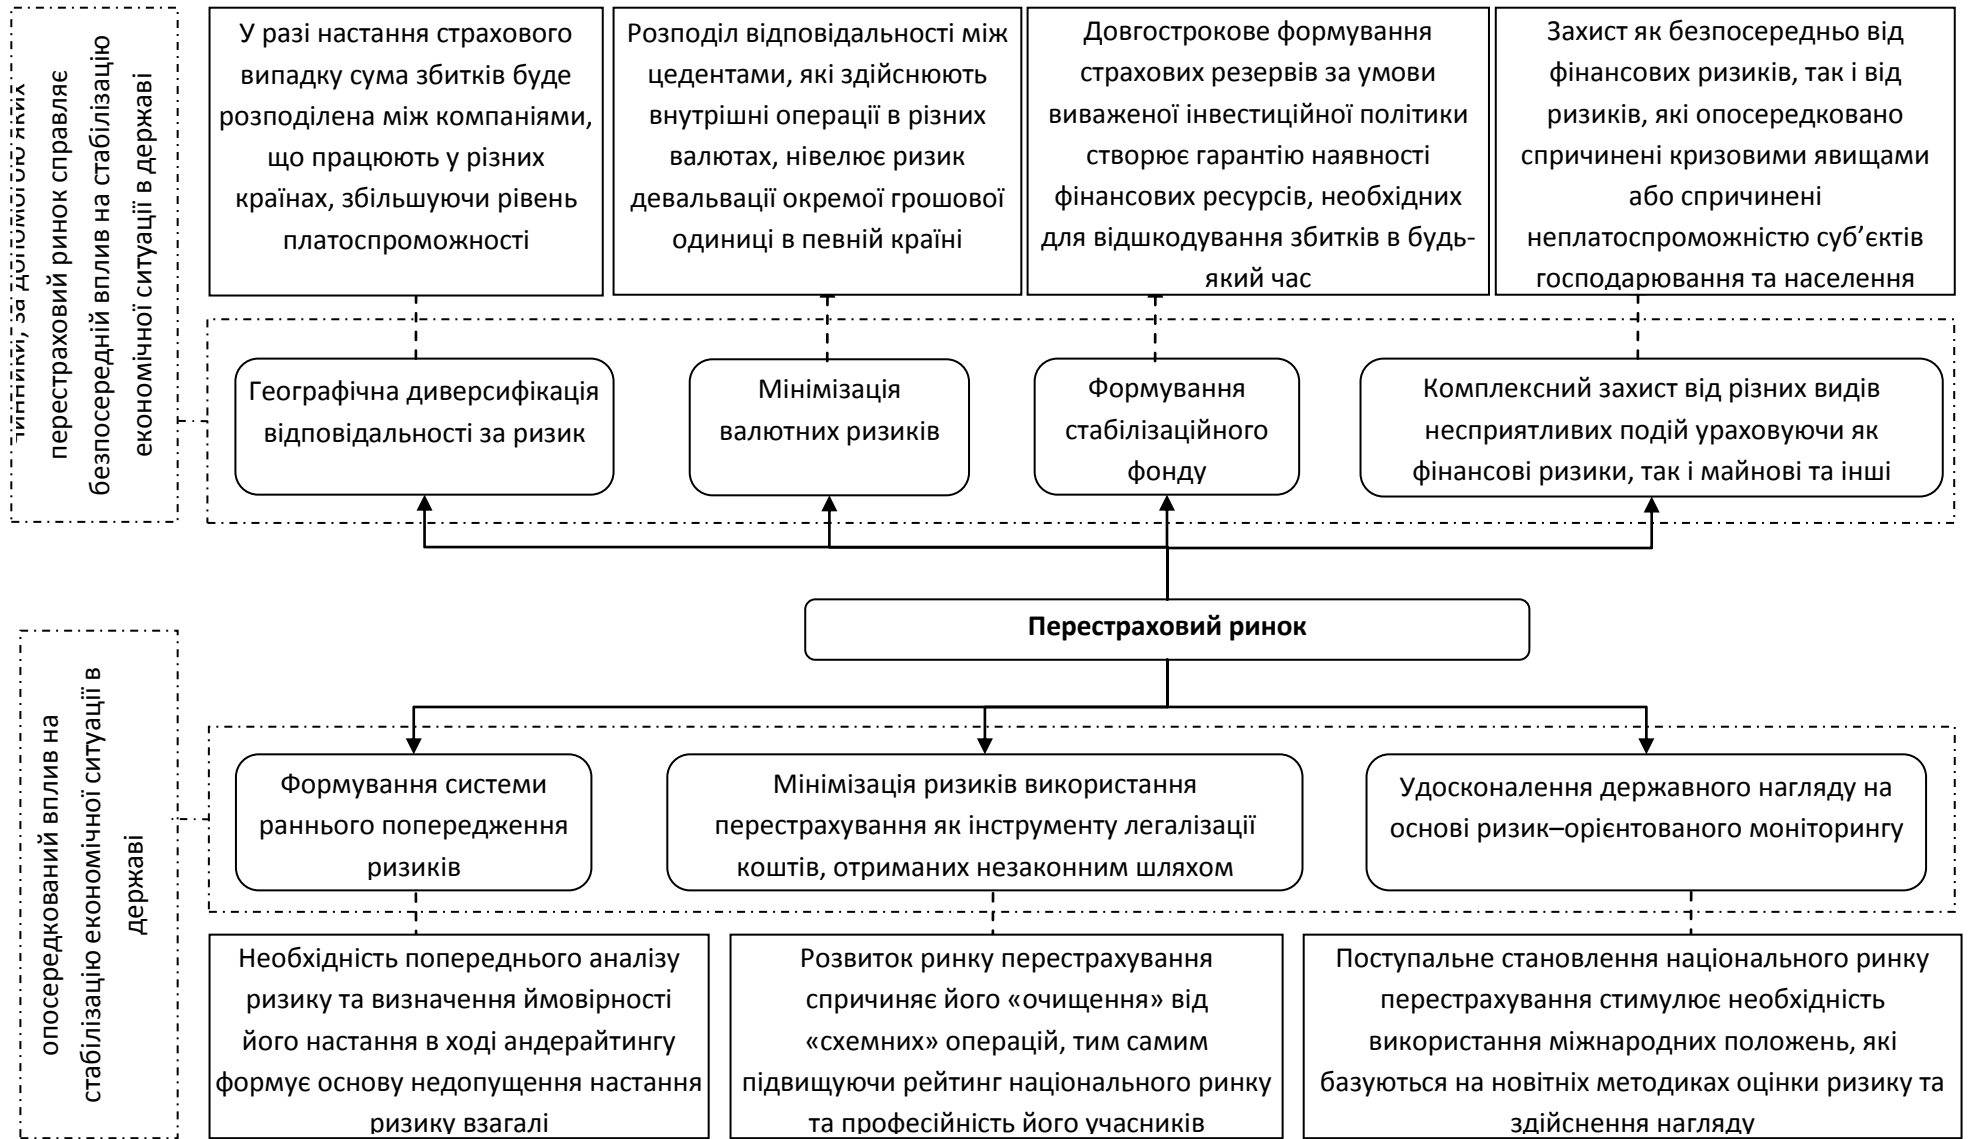 перестраховий ринок справляє
безпосередній вплив на стабілізацію
економічної ситуації в державі
У разі настання страхового
випадку сума збитків буде
розподілена між компаніями,
що працюють у різних
країнах, збільшуючи рівень
платоспроможності
Розподіл відповідальності між
цедентами, які здійснюють
внутрішні операції в різних
валютах, нівелює ризик
девальвації окремої грошової
одиниці в певній країні
Довгострокове формування
страхових резервів за умови
виваженої інвестиційної політики
створює гарантію наявності
фінансових ресурсів, необхідних
для відшкодування збитків в будь-
який час
Захист як безпосередньо від
фінансових ризиків, так і від
ризиків, які опосередковано
спричинені кризовими явищами
або спричинені
неплатоспроможністю суб’єктів
господарювання та населення
Географічна диверсифікація
відповідальності за ризик
Мінімізація
валютних ризиків
Формування
стабілізаційного
фонду
Комплексний захист від різних видів
несприятливих подій ураховуючи як
фінансові ризики, так і майнові та інші
Перестраховий ринок
опосередкований вплив на
стабілізацію економічної ситуації в
державі
Формування системи
раннього попередження
ризиків
Мінімізація ризиків використання
перестрахування як інструменту легалізації
коштів, отриманих незаконним шляхом
Удосконалення державного нагляду на
основі ризик–орієнтованого моніторингу
Необхідність попереднього аналізу
ризику та визначення ймовірності
його настання в ході андерайтингу
формує основу недопущення настання
ризику взагалі
Розвиток ринку перестрахування
спричиняє його «очищення» від
«схемних» операцій, тим самим
підвищуючи рейтинг національного ринку
та професійність його учасників
Поступальне становлення національного ринку
перестрахування стимулює необхідність
використання міжнародних положень, які
базуються на новітніх методиках оцінки ризику та
здійснення нагляду